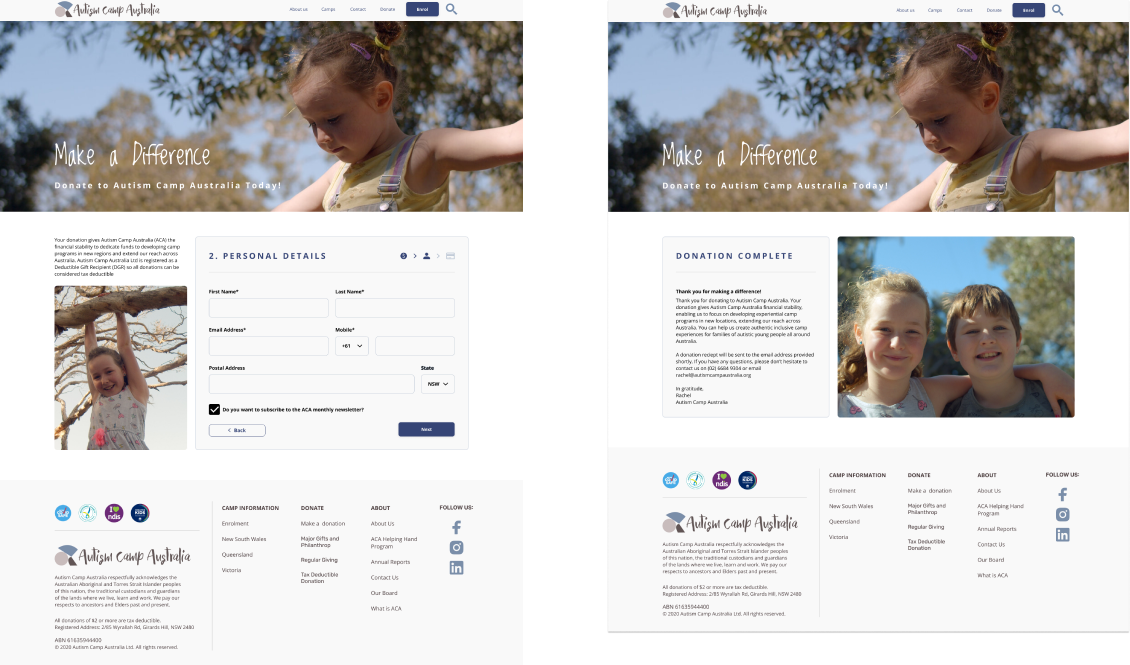 Autism Camp Australia
About us
Camps
Contact
Donate
Enrol
Make a Difference
Donate to Autism Camp Australia Today!
Your donation gives Autism Camp Australia (ACA) the
financial stability to dedicate funds to developing camp
programs in new regions and extend our reach across
Australia. Autism Camp Australia Ltd is registered as a
Deductible Gift Recipient (DGR) so all donations can be
considered tax deductible
2. PERSONAL DETAILS
First Name*
Last Name*
Email Address*
Mobile*
+61
Postal Address
State
NSW
Do you want to subscribe to the ACA monthly newsletter?
Back
Next
ndis
KIDS
Autism Camp Australia
Autism Camp Australia respectfully acknowledges the
Australian Aboriginal and Torres Strait Islander peoples
of this nation, the traditional custodians and guardians
of the lands where we live, learn and work. We pay our
respects to ancestors and Elders past and present.
All donations of $2 or more are tax deductible.
Registered Address: 2/85 Wyrallah Rd, Girards Hill, NSW 2480
ABN 61635944400
© 2020 Autism Camp Australia Ltd. All rights reserved.
CAMP INFORMATION
Enrolment
New South Wales
Queensland
Victoria
DONATE
Make a donation
Major Gifts and
Philanthrop
Regular Giving
Tax Deductible
Donation
ABOUT
About Us
ACA Helping Hand
Program
Annual Reports
Contact Us
Our Board
What is ACA
FOLLOW US:
Autism Camp Australia
About us
Camps
Contact
Donate
Enrol
Make a Difference
Donate to Autism Camp Australia Today!
DONATION COMPLETE
Thank you for making a difference!
Thank you for donating to Autism Camp Australia. Your
donation gives Autism Camp Australia financial stability,
enabling us to focus on developing experiential camp
programs in new locations, extending our reach across
Australia. You can help us create authentic inclusive camp
experiences for families of autistic young people all around
Australia.
A donation reciept will be sent to the email address provided
shortly. If you have any questions, please don't hesitate to
contact us on (02) 6684 9304 or email
rachel@autismcampaustralia.org
In gratitude,
Rachel
Autism Camp Australia
ndis
KIDS
Autism Camp Australia
Autism Camp Australia respectfully acknowledges the
Australian Aboriginal and Torres Strait Islander peoples
of this nation, the traditional custodians and guardians
of the lands where we live, learn and work. We pay our
respects to ancestors and Elders past and present.
All donations of $2 or more are tax deductible.
Registered Address: 2/85 Wyrallah Rd, Girards Hill, NSW 2480
ABN 61635944400
© 2020 Autism Camp Australia Ltd. All rights reserved.
CAMP INFORMATION
Enrolment
New South Wales
Queensland
Victoria
DONATE
Make a donation
Major Gifts and
Philanthrop
Regular Giving
Tax Deductible
Donation
ABOUT
About Us
ACA Helping Hand
Program
Annual Reports
Contact Us
Our Board
What is ACA
FOLLOW US: